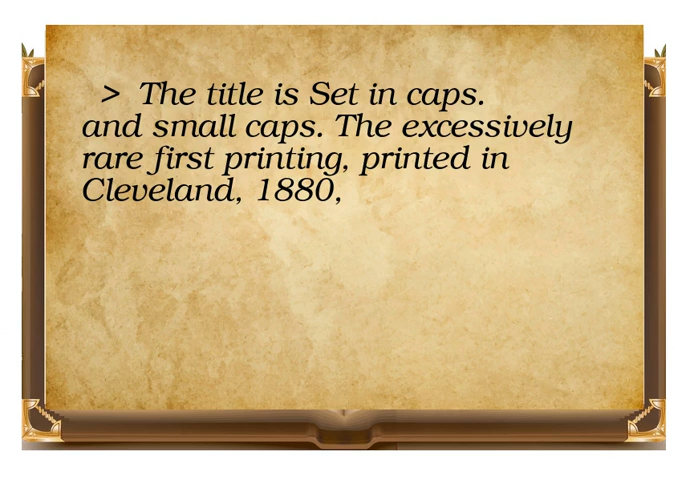 > The title is Set in caps.
and small caps. The excessively
rare first printing, printed in
Cleveland, 1880,